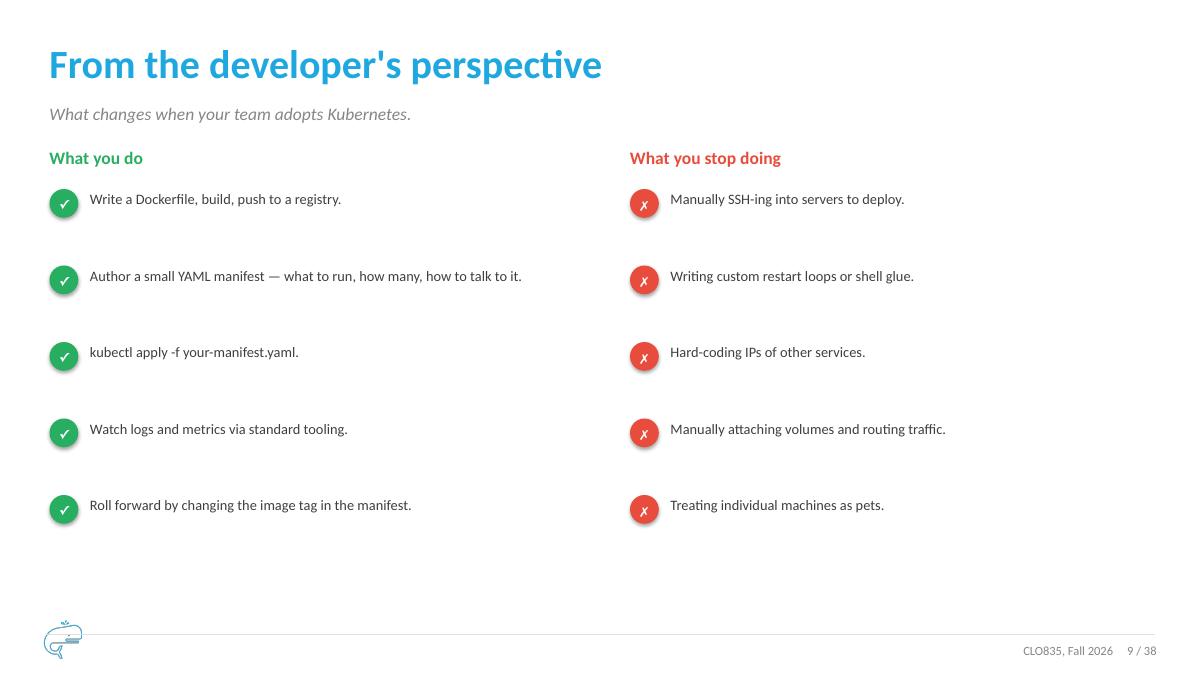 From the developer's perspective
What changes when your team adopts Kubernetes.
What you do
✓ Write a Dockerfile, build, push to a registry.
✓ Author a small YAML manifest — what to run, how many, how to talk to it.
✓ kubectl apply -f your-manifest.yaml.
✓ Watch logs and metrics via standard tooling.
✓ Roll forward by changing the image tag in the manifest.
What you stop doing
✗ Manually SSH-ing into servers to deploy.
✗ Writing custom restart loops or shell glue.
✗ Hard-coding IPs of other services.
✗ Manually attaching volumes and routing traffic.
✗ Treating individual machines as pets.
CLO835, Fall 2026 9 / 38